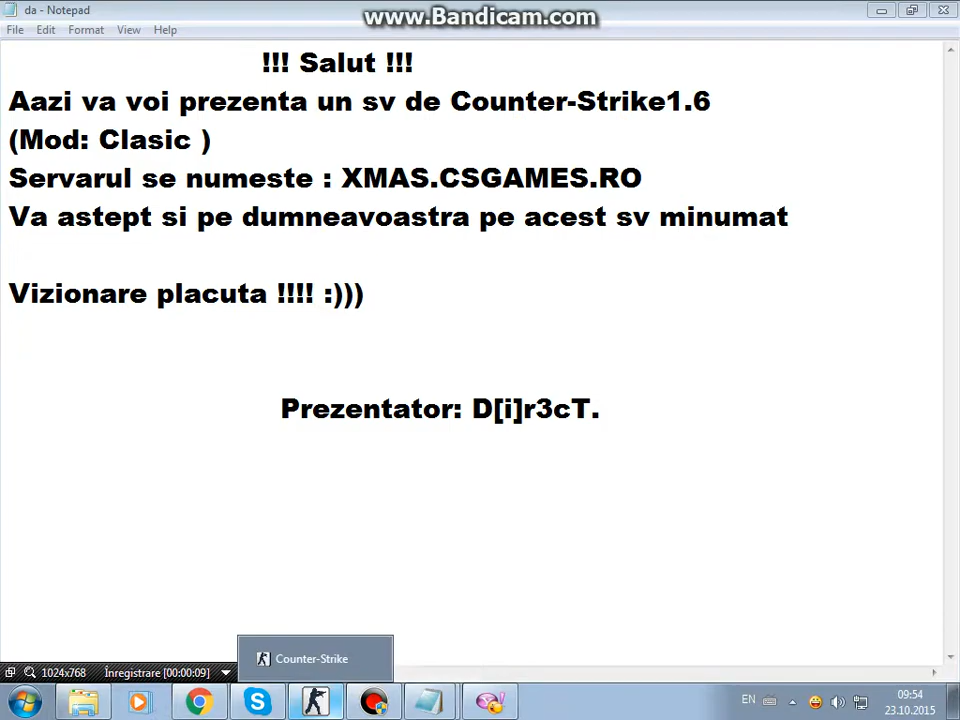 da - Notepad
www.Bandicam.com
File Edit Format View Help
!!! Salut !!!
Aazi va voi prezenta un sv de Counter-Strike1.6
(Mod: Clasic )
Servarul se numeste : XMAS.CSGAMES.RO
Va astept si pe dumneavoastra pe acest sv minumat
Vizionare placuta !!!! :)))
Prezentator: D[i]r3cT.
Counter-Strike
1024x768 Înregistrare [00:00:09]
EN
09:54
23.10.2015